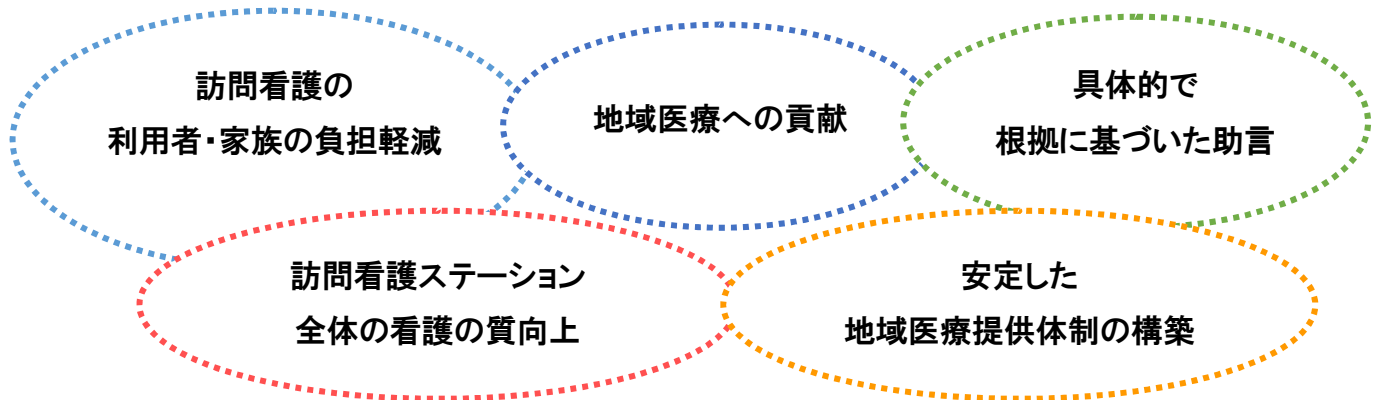 訪問看護の
利用者・家族の負担軽減
地域医療への貢献
具体的で
根拠に基づいた助言
訪問看護ステーション
全体の看護の質向上
安定した
地域医療提供体制の構築